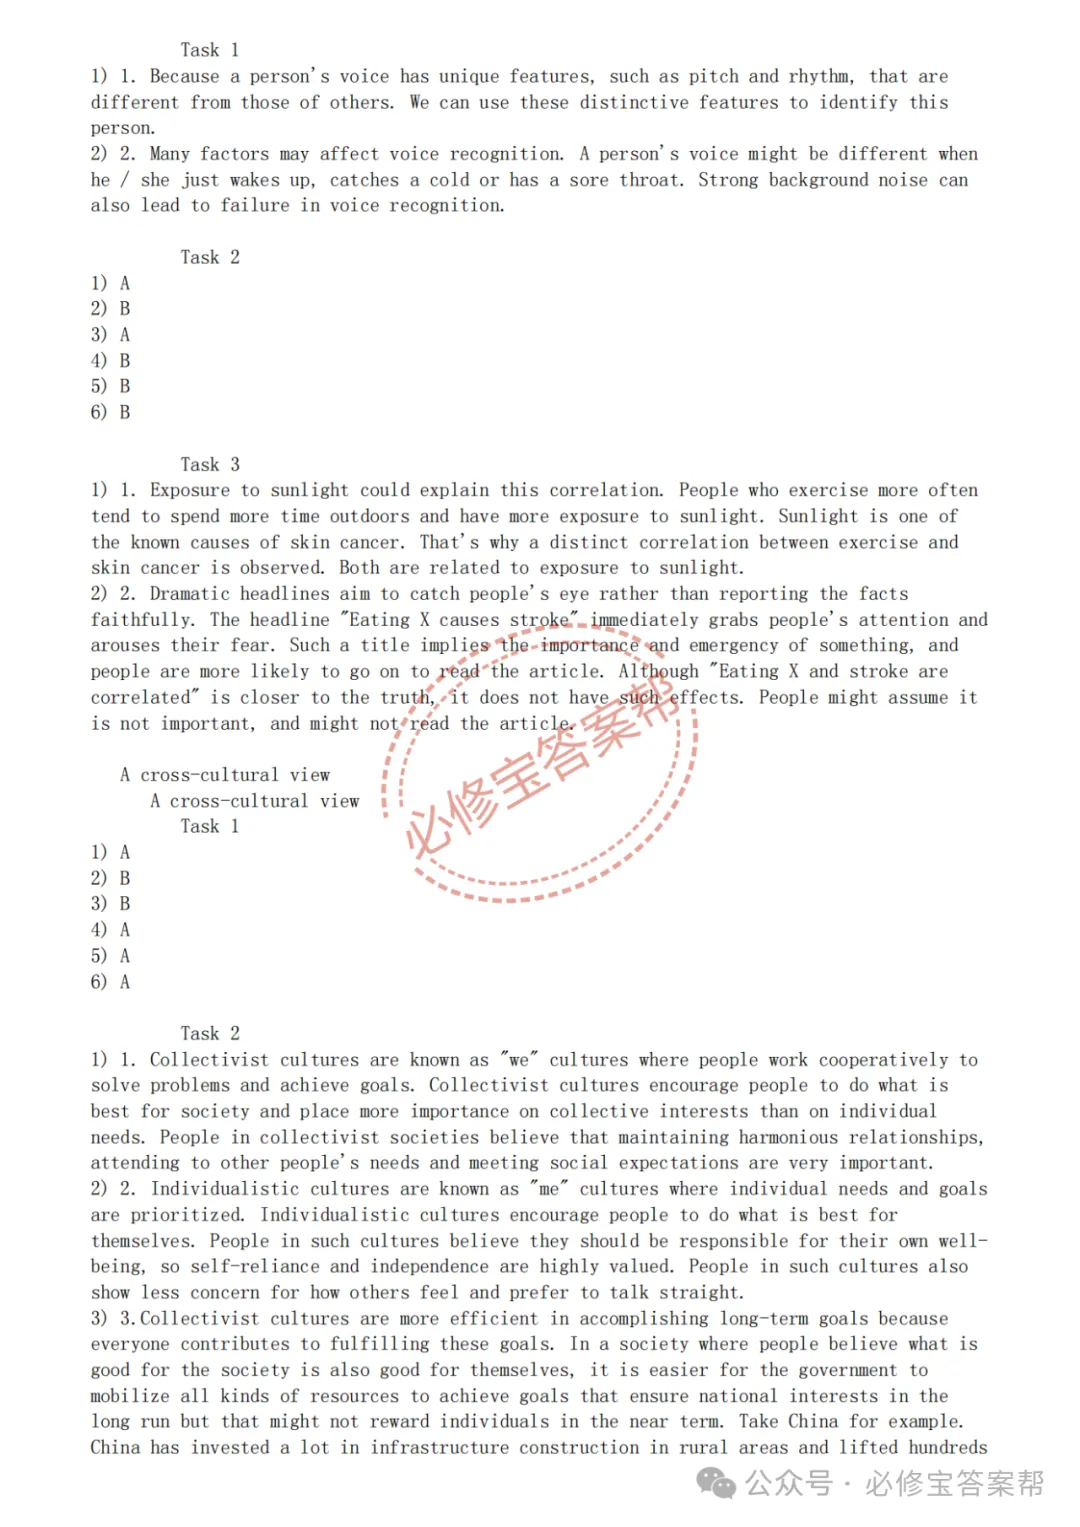 Task 1
1) 1. Because a person's voice has unique features, such as pitch and rhythm, that are
different from those of others. We can use these distinctive features to identify this
person.
2) 2. Many factors may affect voice recognition. A person's voice might be different when
he / she just wakes up, catches a cold or has a sore throat. Strong background noise can
also lead to failure in voice recognition.
Task 2
1) A
2) B
3) A
4) B
5) B
6) B
Task 3
1) 1. Exposure to sunlight could explain this correlation. People who exercise more often
tend to spend more time outdoors and have more exposure to sunlight. Sunlight is one of
the known causes of skin cancer. That's why a distinct correlation between exercise and
skin cancer is observed. Both are related to exposure to sunlight.
2) 2. Dramatic headlines aim to catch people's eye rather than reporting the facts
faithfully. The headline "Eating X causes stroke" immediately grabs people's attention and
arouses their fear. Such a title implies the importance and emergency of something, and
people are more likely to go on to read the article. Although "Eating X and stroke are
correlated" is closer to the truth, it does not have such effects. People might assume it
is not important, and might not read the article.
必修宝答案帮
A cross-cultural view
A cross-cultural view
Task 1
1) A
2) B
3) B
4) A
5) A
6) A
Task 2
1) 1. Collectivist cultures are known as "we" cultures where people work cooperatively to
solve problems and achieve goals. Collectivist cultures encourage people to do what is
best for society and place more importance on collective interests than on individual
needs. People in collectivist societies believe that maintaining harmonious relationships,
attending to other people's needs and meeting social expectations are very important.
2) 2. Individualistic cultures are known as "me" cultures where individual needs and goals
are prioritized. Individualistic cultures encourage people to do what is best for
themselves. People in such cultures believe they should be responsible for their own well-
being, so self-reliance and independence are highly valued. People in such cultures also
show less concern for how others feel and prefer to talk straight.
3) 3.Collectivist cultures are more efficient in accomplishing long-term goals because
everyone contributes to fulfilling these goals. In a society where people believe what is
good for the society is also good for themselves, it is easier for the government to
mobilize all kinds of resources to achieve goals that ensure national interests in the
long run but that might not reward individuals in the near term. Take China for example.
China has invested a lot in infrastructure construction in rural areas and lifted hundreds
公众号·必修宝答案帮